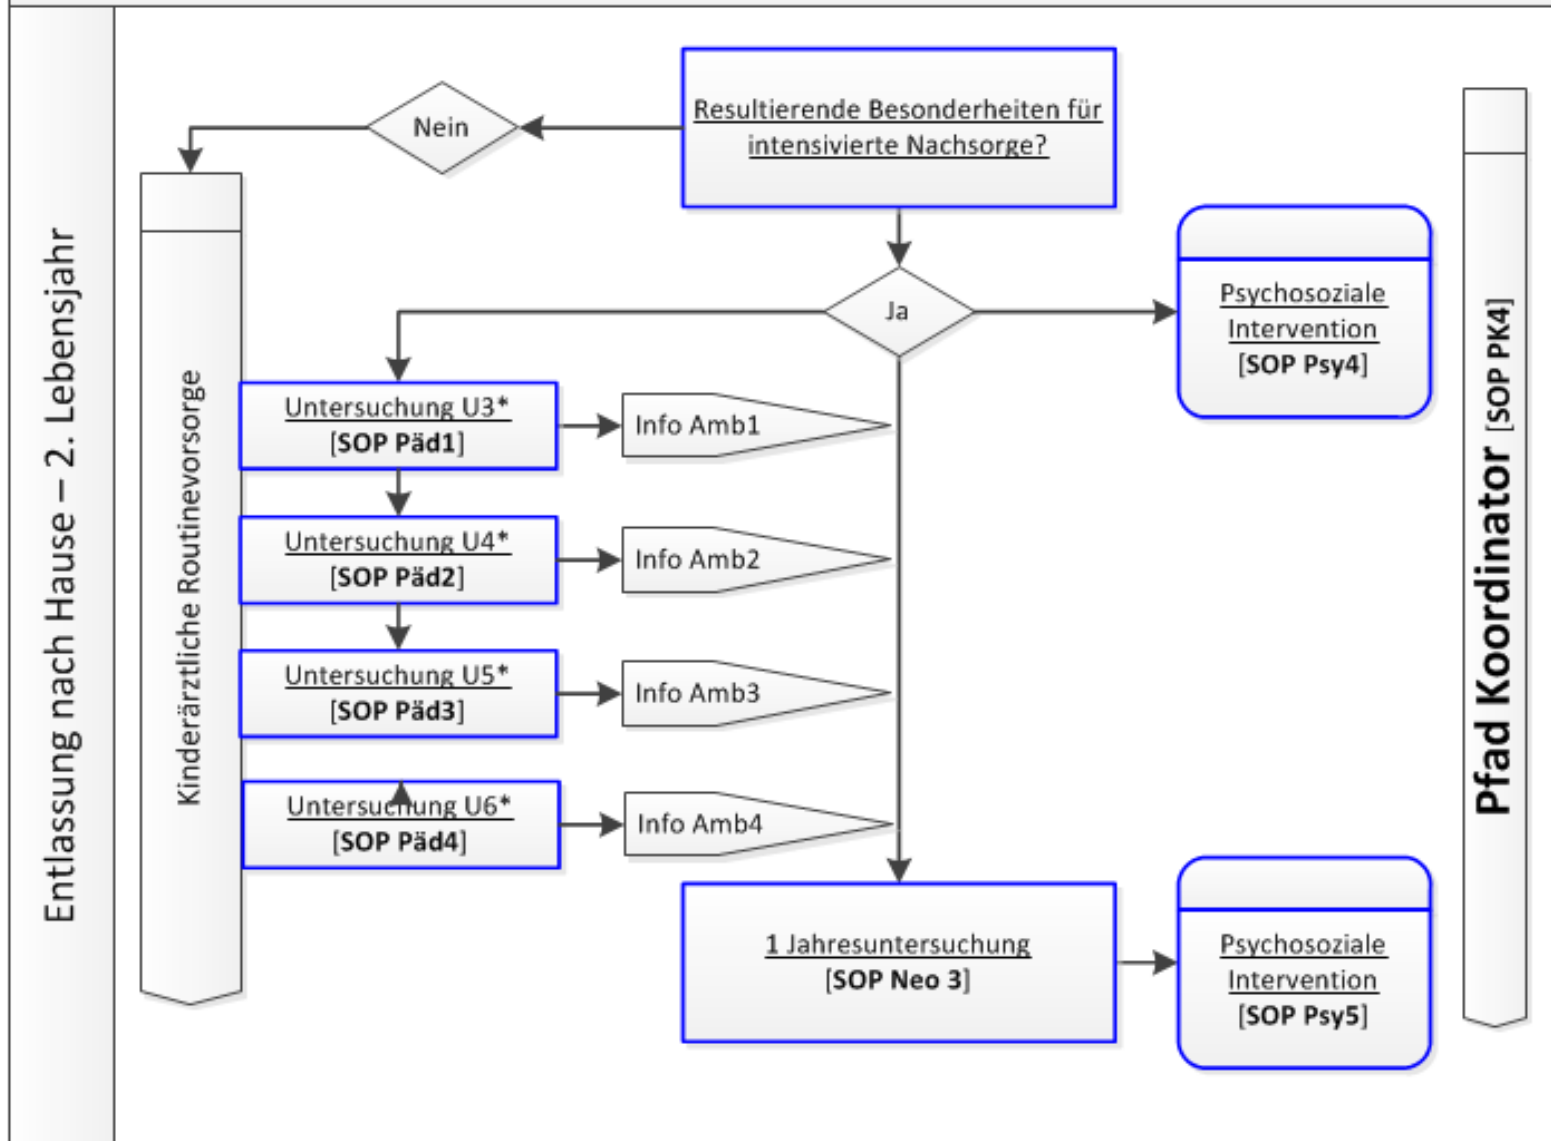 Entlassung nach Hause – 2. Lebensjahr
Resultierende Besonderheiten für
intensivierte Nachsorge?
Nein
Ja
Kinderärztliche Routinevorsorge
Psychosoziale
Intervention
[SOP Psy4]
Untersuchung U3*
[SOP Päd1]
Info Amb1
Untersuchung U4*
[SOP Päd2]
Info Amb2
Untersuchung U5*
[SOP Päd3]
Info Amb3
Untersuchung U6*
[SOP Päd4]
Info Amb4
1 Jahresuntersuchung
[SOP Neo 3]
Psychosoziale
Intervention
[SOP Psy5]
Pfad Koordinator [SOP PK4]